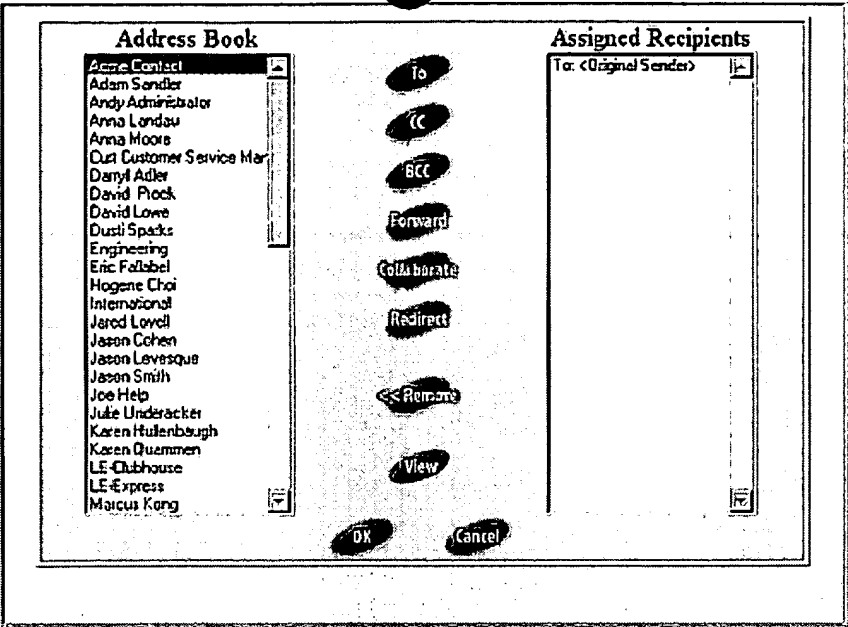 Address Book
Acme Contact
Adam Sandler
Andy Administrator
Anna Landau
Anna Moore
Cust Customer Service Mar
Darryl Adler
David Prock
David Lowe
Dusti Sparks
Engineering
Eric Fallabel
Hogene Choi
International
Jared Lovell
Jason Cohen
Jason Levesque
Jason Smith
Joe Help
Julie Underacker
Karen Hullenbaugh
Karen Quammen
LE-Clubhouse
LE-Express
Marcus Kong
To
CC
BCC
Forward
Collaborate
Redirect
<< Remove
View
OK
Cancel
Assigned Recipients
To: <Original Sender>